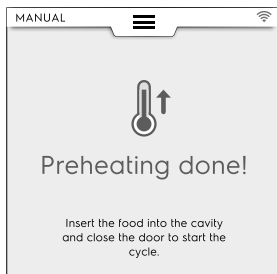 MANUAL
Preheating done!
Insert the food into the cavity
and close the door to start the
cycle.